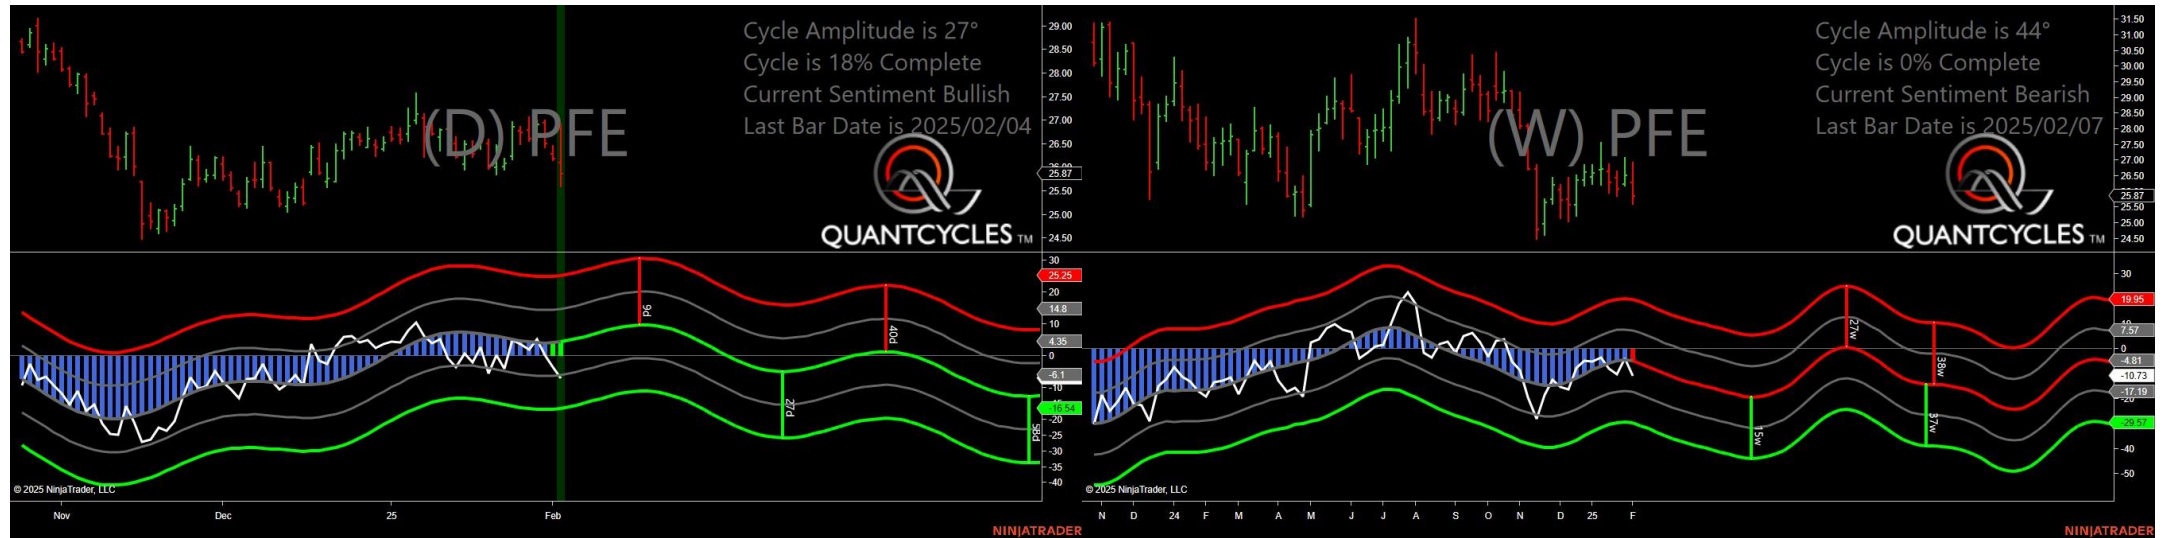 Cycle Amplitude is 27°
Cycle is 18% Complete
Current Sentiment Bullish
Last Bar Date is 2025/02/04
(D) PFE
QUANTCYCLES TM
29.00
28.50
28.00
27.50
27.00
26.50
26.00
25.87
25.50
25.00
24.50
30
25.25
20
14.8
10
4.35
0
-6.1
-10
-16.54
-20
-25
-30
-35
-40
9d
40d
27d
58d
© 2025 NinjaTrader, LLC
Nov
Dec
25
Feb
NINJATRADER
Cycle Amplitude is 44°
Cycle is 0% Complete
Current Sentiment Bearish
Last Bar Date is 2025/02/07
(W) PFE
QUANTCYCLES TM
31.50
31.00
30.50
30.00
29.50
29.00
28.50
28.00
27.50
27.00
26.50
25.87
25.50
25.00
24.50
30
19.95
10
7.57
0
-4.81
-10.73
-17.19
-20
-29.57
-40
-50
27w
38w
15w
37w
© 2025 NinjaTrader, LLC
N D 24 F M A M J J A S O N D 25 F
NINJATRADER